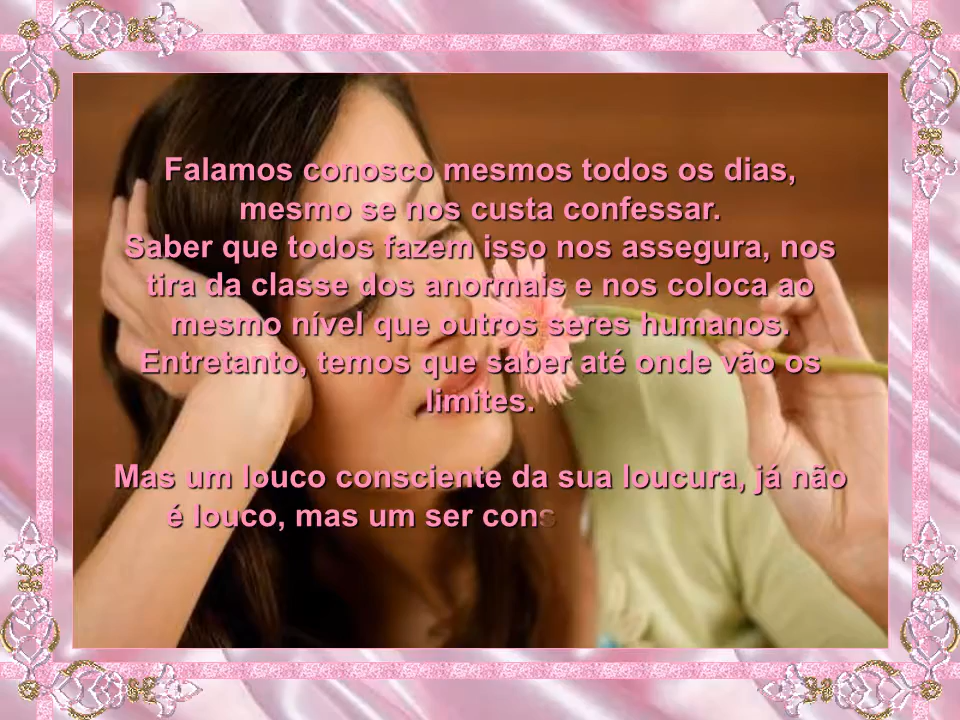 Falamos conosco mesmos todos os dias,
mesmo se nos custa confessar.
Saber que todos fazem isso nos assegura, nos
tira da classe dos anormais e nos coloca ao
mesmo nível que outros seres humanos.
Entretanto, temos que saber até onde vão os
limites.
Mas um louco consciente da sua loucura, já não
é louco, mas um ser cons